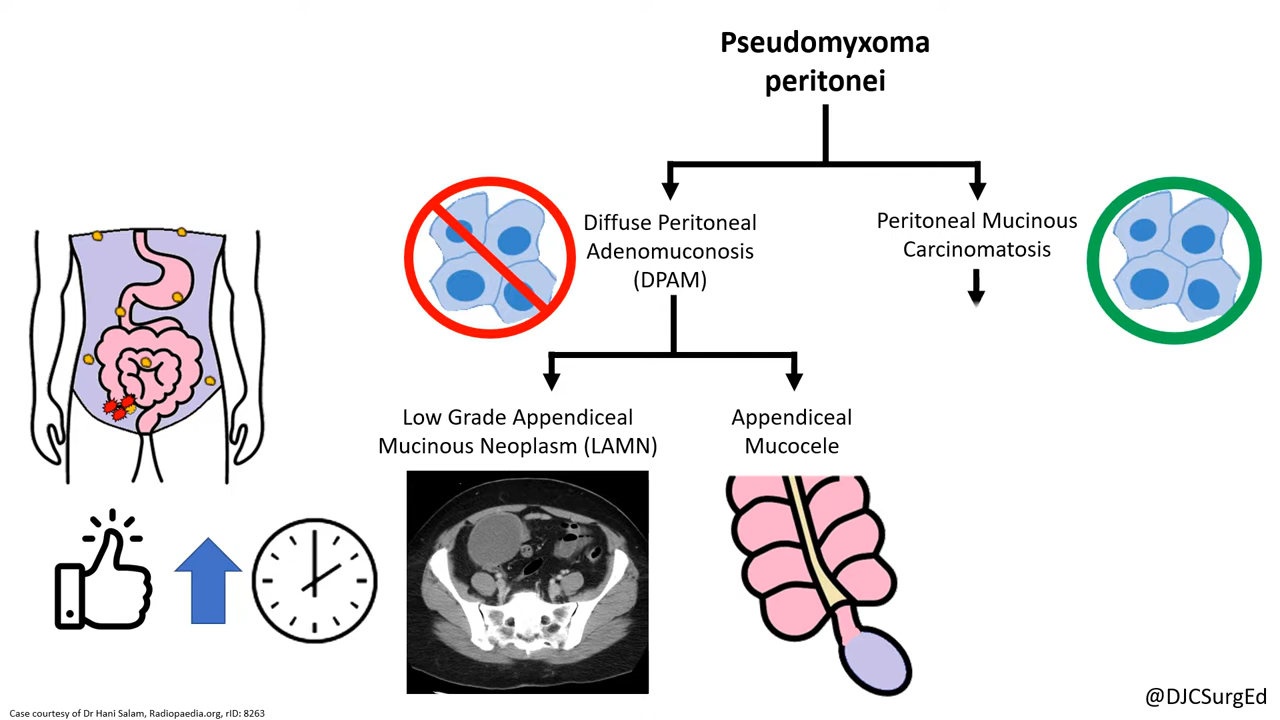 Pseudomyxoma
peritonei
Diffuse Peritoneal
Adenomuconosis
(DPAM)
Peritoneal Mucinous
Carcinomatosis
Low Grade Appendiceal
Mucinous Neoplasm (LAMN)
Appendiceal
Mucocele
@DJCSurgEd
Case courtesy of Dr Hani Salam, Radiopaedia.org, rID: 8263